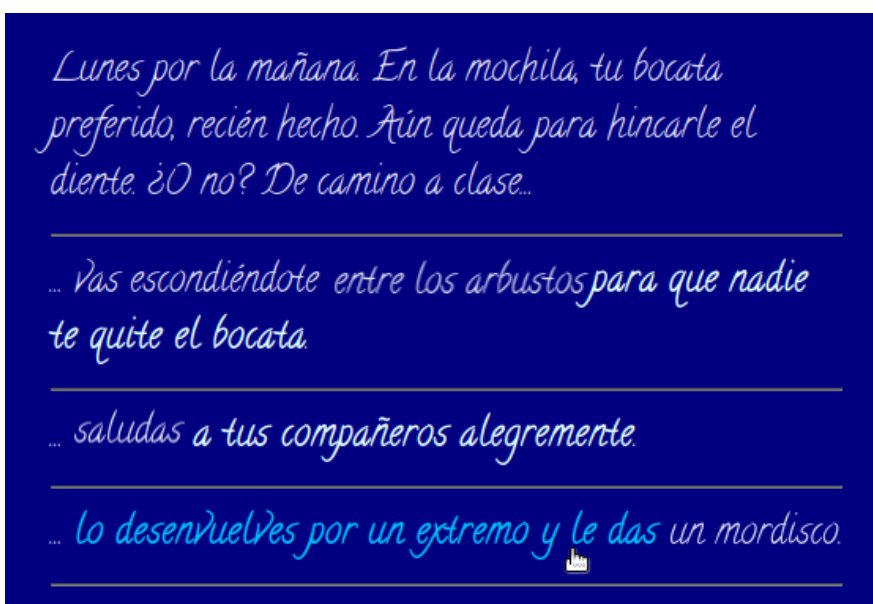 Lunes por la mañana. En la mochila, tu bocata
preferido, recién hecho. Aún queda para hincarle el
diente. ¿O no? De camino a clase...
... vas escondiéndote entre los arbustos para que nadie
te quite el bocata.
... saludas a tus compañeros alegremente.
... lo desenvuelves por un extremo y le das un mordisco.